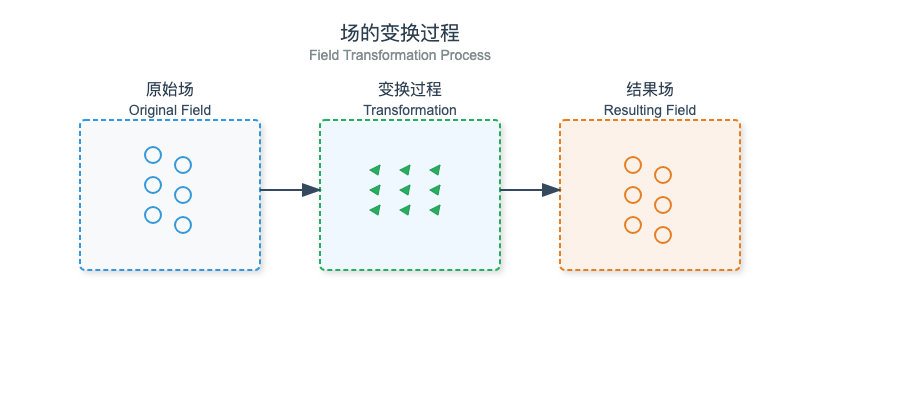 场的变换过程
Field Transformation Process
原始场
Original Field
变换过程
Transformation
结果场
Resulting Field